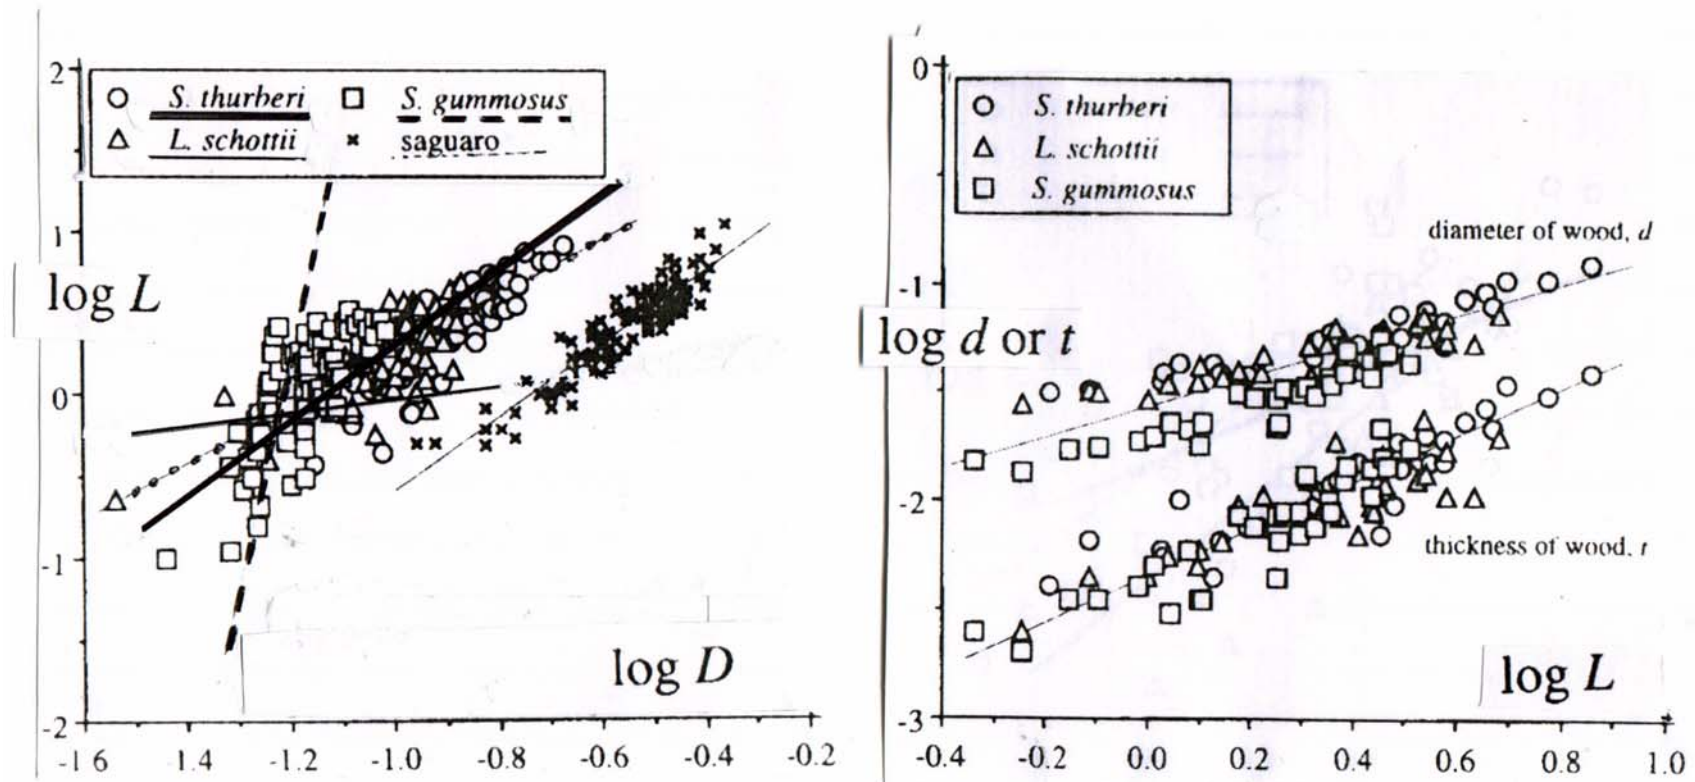 2
S. thurberi
S. gummosus
L. schottii
saguaro
1
log L
0
-1
log D
-2
-1 6
-1.4
-1.2
-1.0
-0.8
-0.6
-0.4
-0.2
0
S. thurberi
L. schottii
S. gummosus
diameter of wood, d
-1
log d or t
-2
thickness of wood, t
log L
-3
-0.4
-0.2
0.0
0.2
0.4
0.6
0.8
1.0